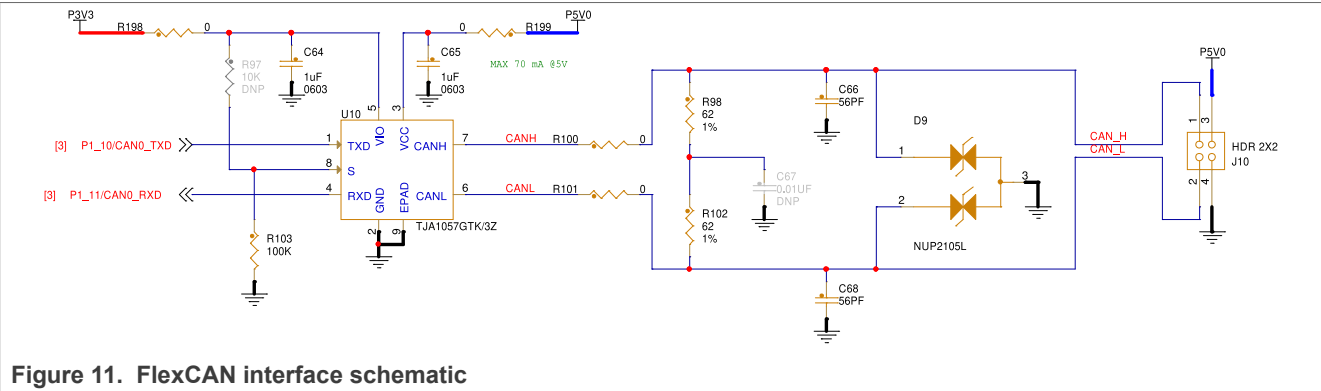 P3V3
R198
0
0
R199
P5V0
MAX 70 mA @5V
R97
10K
DNP
C64
1uF
0603
C65
1uF
0603
U10
5
3
VIO
VCC
[3] P1_10/CAN0_TXD
1
TXD
CANH
7
CANH
R100
0
8
S
[3] P1_11/CAN0_RXD
4
RXD
CANL
6
CANL
R101
0
GND
EPAD
2
9
TJA1057GTK/3Z
R103
100K
R98
62
1%
C67
0.01UF
DNP
R102
62
1%
C66
56PF
C68
56PF
D9
1
2
3
NUP2105L
CAN_H
CAN_L
P5V0
1
3
HDR 2X2
J10
2
4
Figure 11. FlexCAN interface schematic